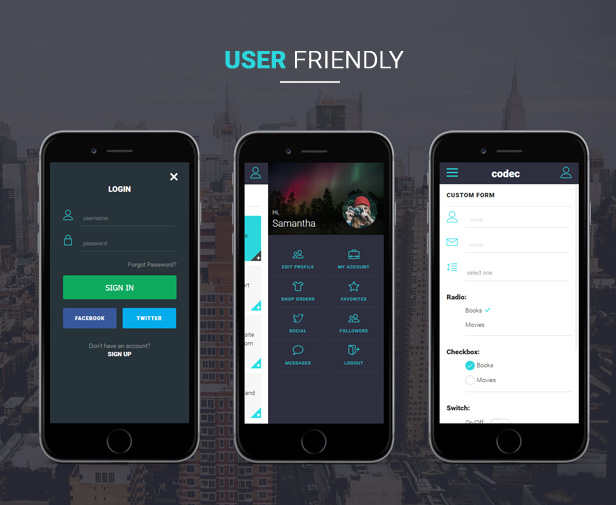 USER FRIENDLY
LOGIN
username
password
Forgot Password?
SIGN IN
FACEBOOK
TWITTER
Don't have an account?
SIGN UP
Hi,
Samantha
EDIT PROFILE
MY ACCOUNT
SHOP ORDERS
FAVORITES
SOCIAL
FOLLOWERS
MESSAGES
LOGOUT
site
and
codec
CUSTOM FORM
name
name
select one
Radio:
Books
Movies
Checkbox:
Books
Movies
Switch:
On/Off